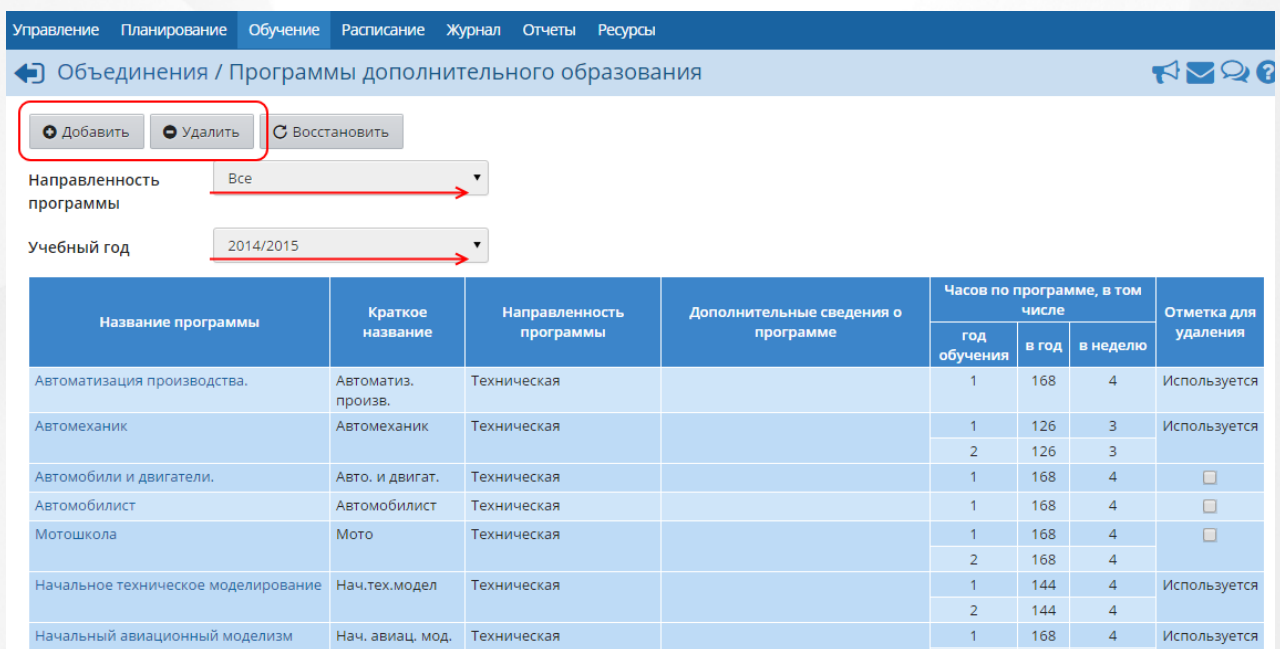 Управление Планирование Обучение Расписание Журнал Отчеты Ресурсы
Объединения / Программы дополнительного образования
Добавить Удалить Восстановить
Направленность программы Все
Учебный год 2014/2015
Название программы Краткое название Направленность программы Дополнительные сведения о программе Часов по программе, в том числе Отметка для удаления
год обучения в год в неделю
Автоматизация производства. Автоматиз. произв. Техническая 1 168 4 Используется
Автомеханик Автомеханик Техническая 1 126 3 Используется
2 126 3
Автомобили и двигатели. Авто. и двигат. Техническая 1 168 4
Автомобилист Автомобилист Техническая 1 168 4
Мотошкола Мото Техническая 1 168 4
2 168 4
Начальное техническое моделирование Нач.тех.модел Техническая 1 144 4 Используется
2 144 4
Начальный авиационный моделизм Нач. авиац. мод. Техническая 1 168 4 Используется